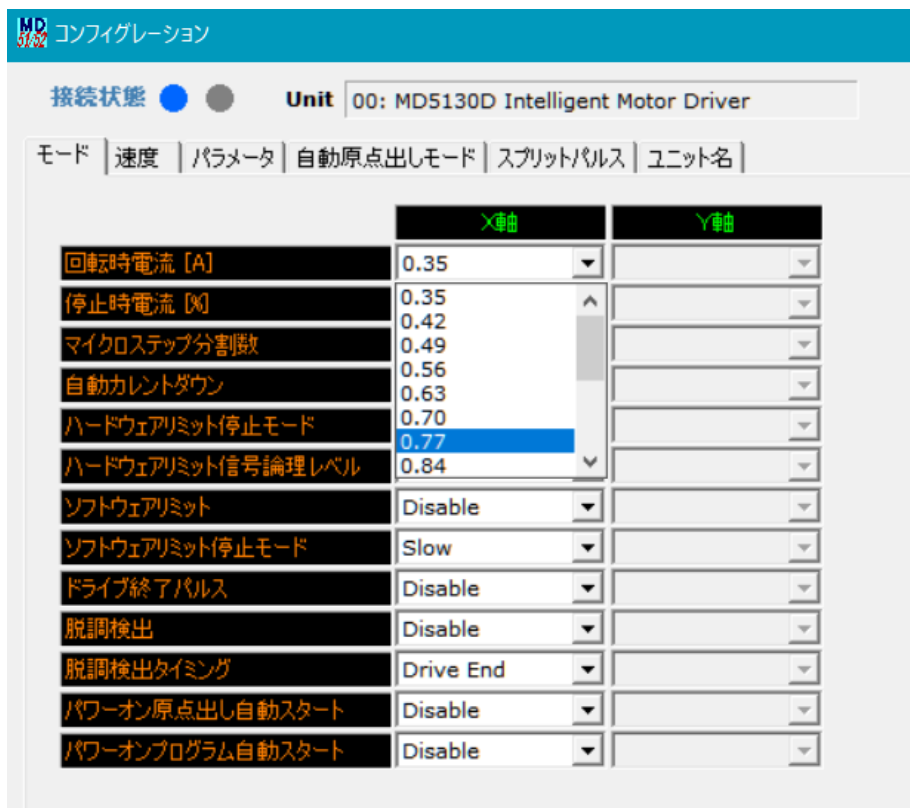 MD 51/52 コンフィグレーション
接続状態 Unit 00: MD5130D Intelligent Motor Driver
モード 速度 パラメータ 自動原点出しモード スプリットパルス ユニット名
X軸 Y軸
回転時電流 [A] 0.35
停止時電流 [%] 0.35
0.42
マイクロステップ分割数 0.49
0.56
自動カレントダウン 0.63
ハードウェアリミット停止モード 0.70
0.77
ハードウェアリミット信号論理レベル 0.84
ソフトウェアリミット Disable
ソフトウェアリミット停止モード Slow
ドライブ終了パルス Disable
脱調検出 Disable
脱調検出タイミング Drive End
パワーオン原点出し自動スタート Disable
パワーオンプログラム自動スタート Disable